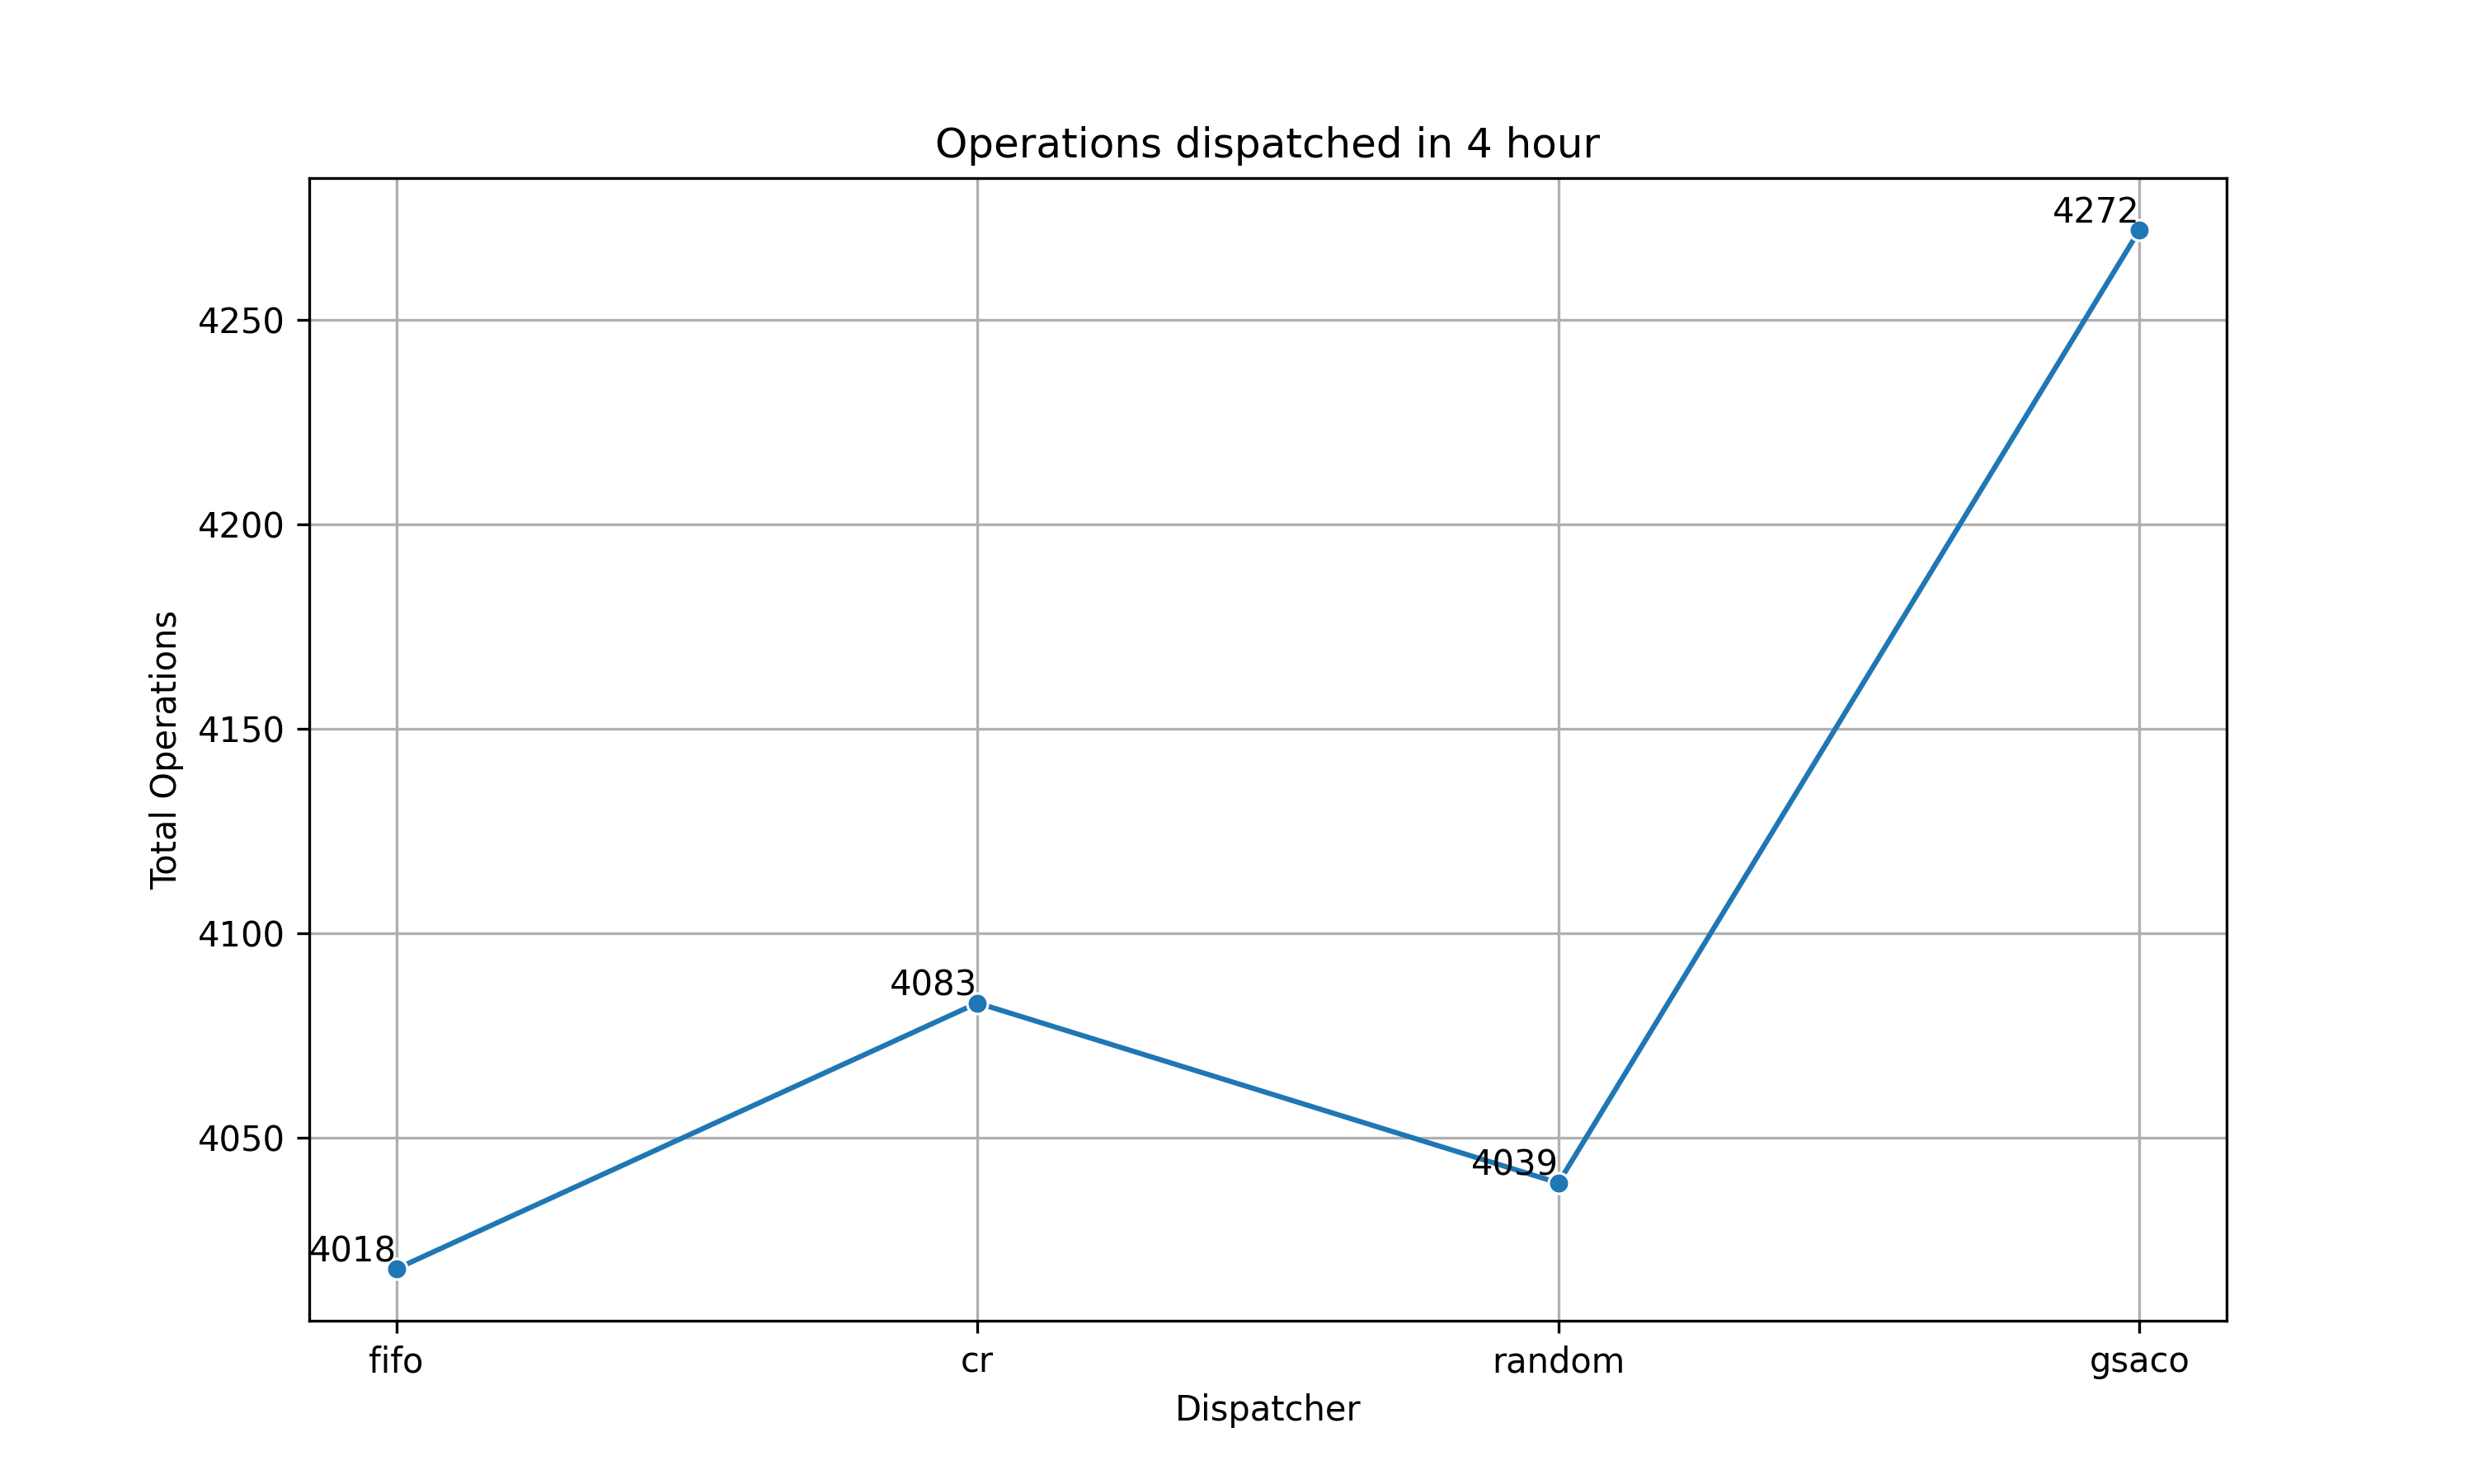 Operations dispatched in 4 hour
4272
4250
4200
4150
4100
4083
4050
4039
4018
Total Operations
fifo cr random gsaco
Dispatcher